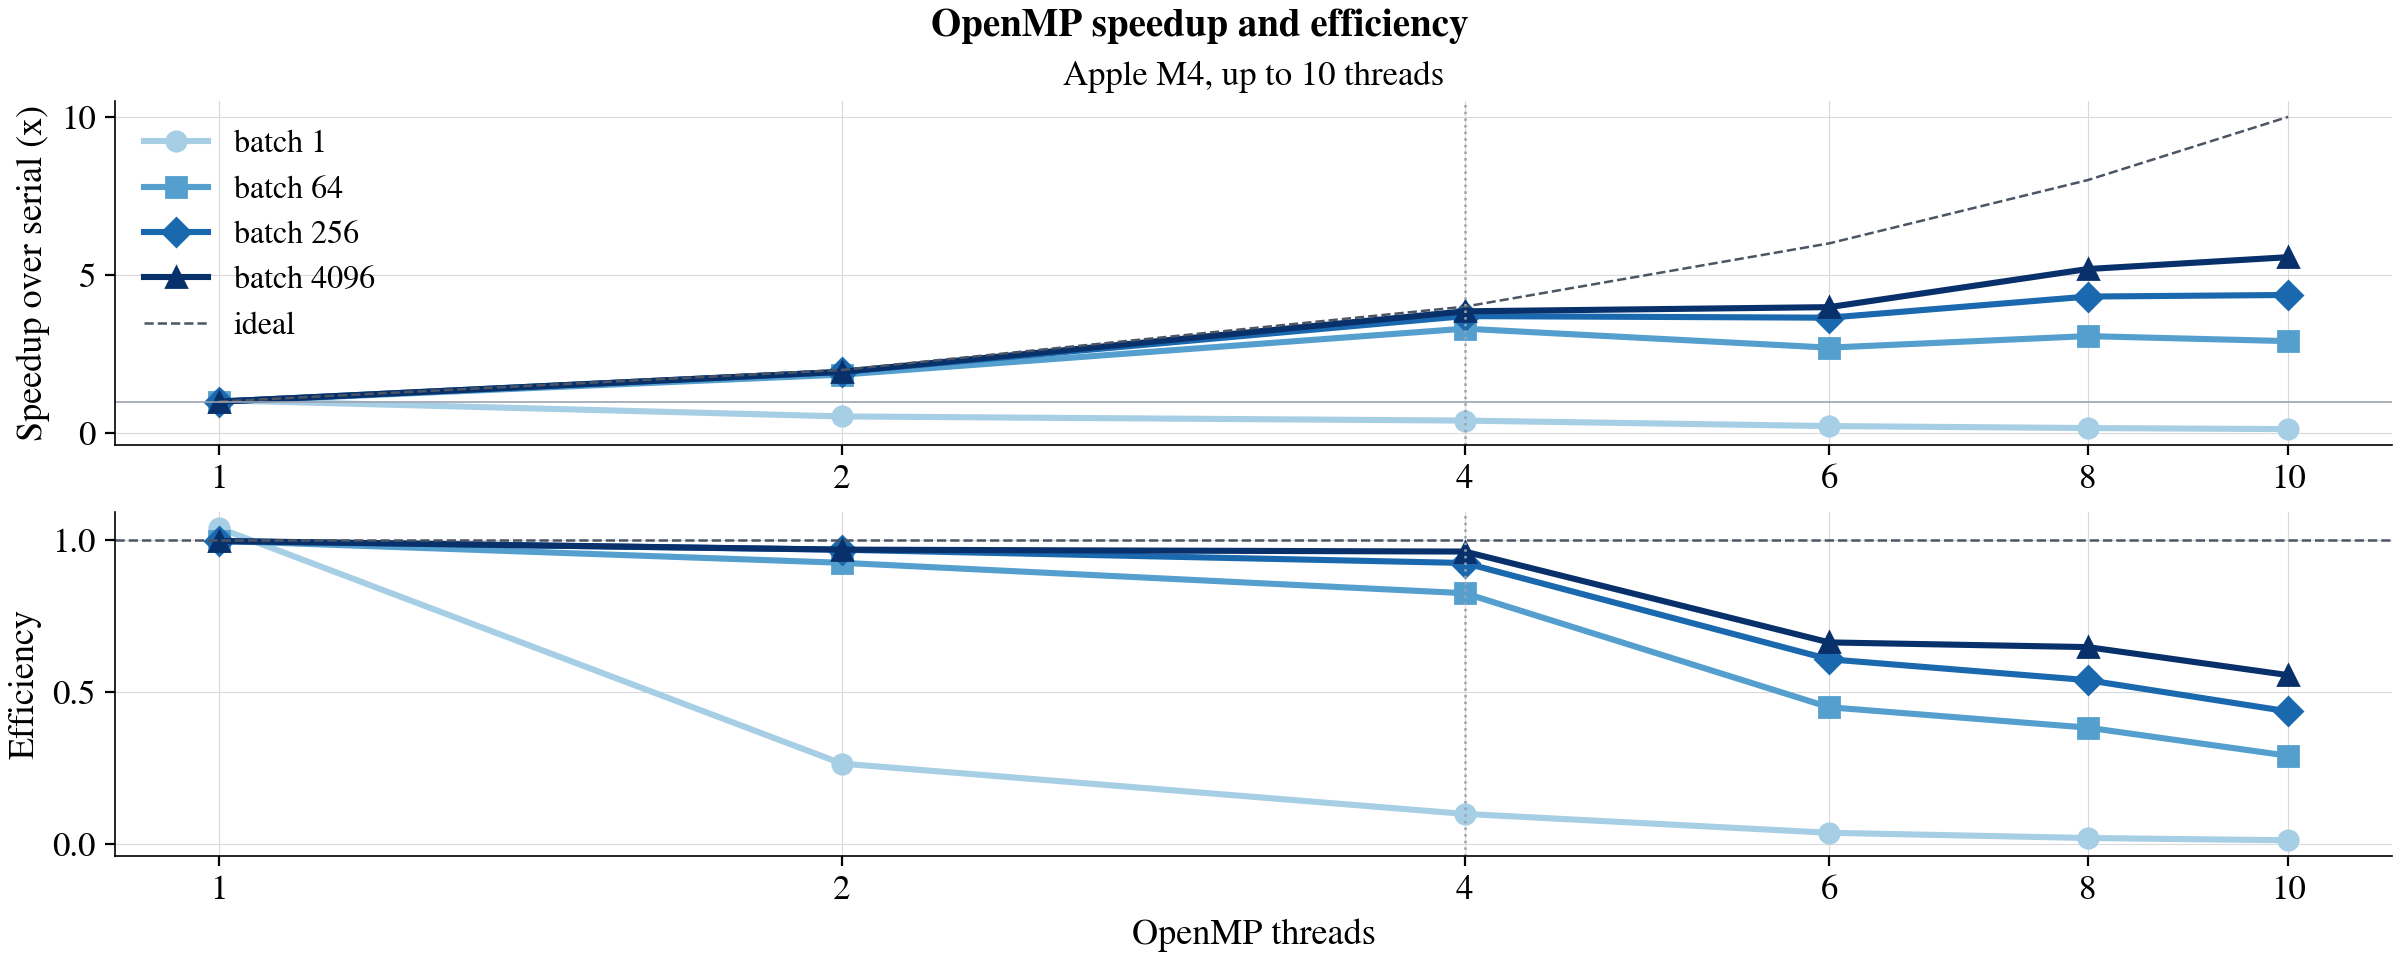 OpenMP speedup and efficiency
Apple M4, up to 10 threads
Speedup over serial (x)
10
5
0
batch 1
batch 64
batch 256
batch 4096
ideal
1 2 4 6 8 10
Efficiency
1.0
0.5
0.0
1 2 4 6 8 10
OpenMP threads